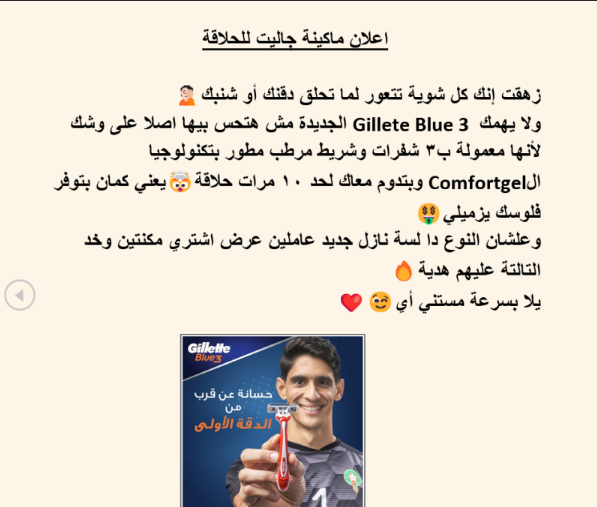 اعلان ماكينة جاليت للحلاقة
زهقت إنك كل شوية تتعور لما تحلق دقنك أو شنبك 🤦🏻
ولا يهمك Gillete Blue 3 الجديدة مش هتحس بيها اصلا على وشك
لأنها معمولة ب٣ شفرات وشريط مرطب مطور بتكنولوجيا
الComfortgel وبتدوم معاك لحد ١٠ مرات حلاقة 🤯 يعني كمان بتوفر
فلوسك يزميلي 🤑
وعلشان النوع دا لسة نازل جديد عاملين عرض اشتري مكنتين وخد
التالتة عليهم هدية 🔥
يلا بسرعة مستني أي 😉 ❤️
Gillette
Blue3
حسانة عن قرب
من
الدقة الأولى
1